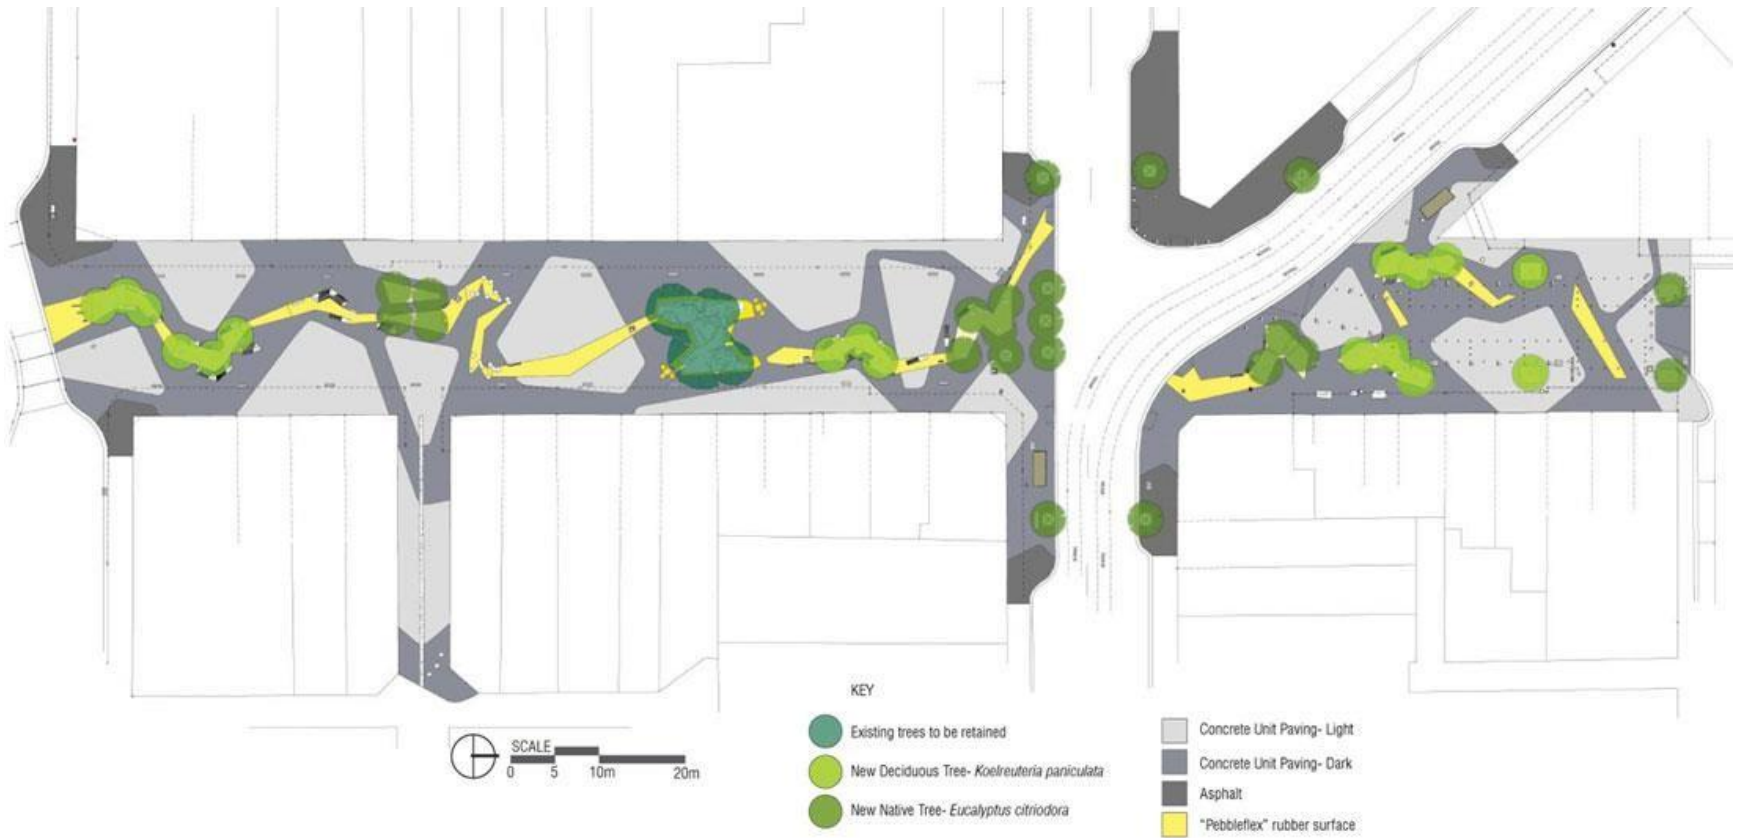 KEY
Existing trees to be retained
New Deciduous Tree- Koelreuteria paniculata
New Native Tree- Eucalyptus citriodora
Concrete Unit Paving- Light
Concrete Unit Paving- Dark
Asphalt
"Pebbleflex" rubber surface
SCALE
0 5 10m 20m